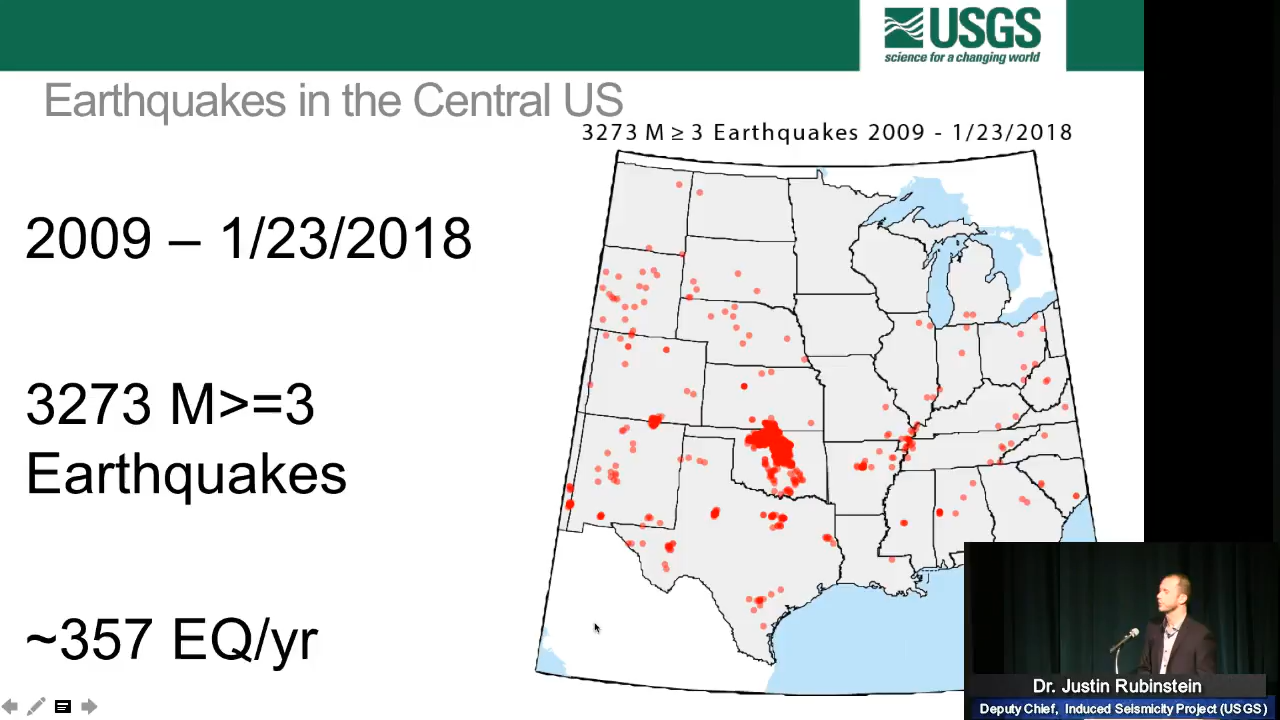 USGS
science for a changing world
Earthquakes in the Central US
3273 M ≥ 3 Earthquakes 2009 - 1/23/2018
2009 – 1/23/2018
3273 M>=3
Earthquakes
~357 EQ/yr
Dr. Justin Rubinstein
Deputy Chief, Induced Seismicity Project (USGS)